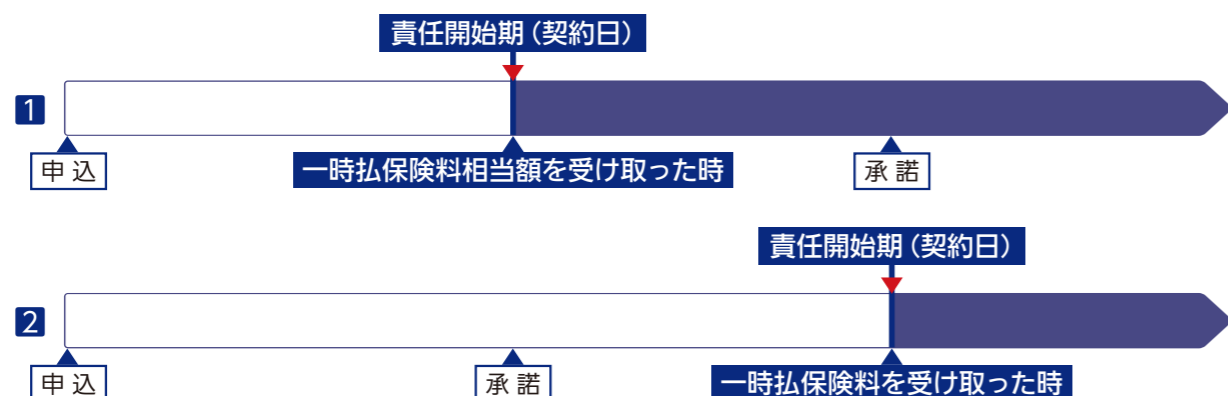 責任開始期（契約日）
1
申込
一時払保険料相当額を受け取った時
承諾
責任開始期（契約日）
2
申込
承諾
一時払保険料を受け取った時